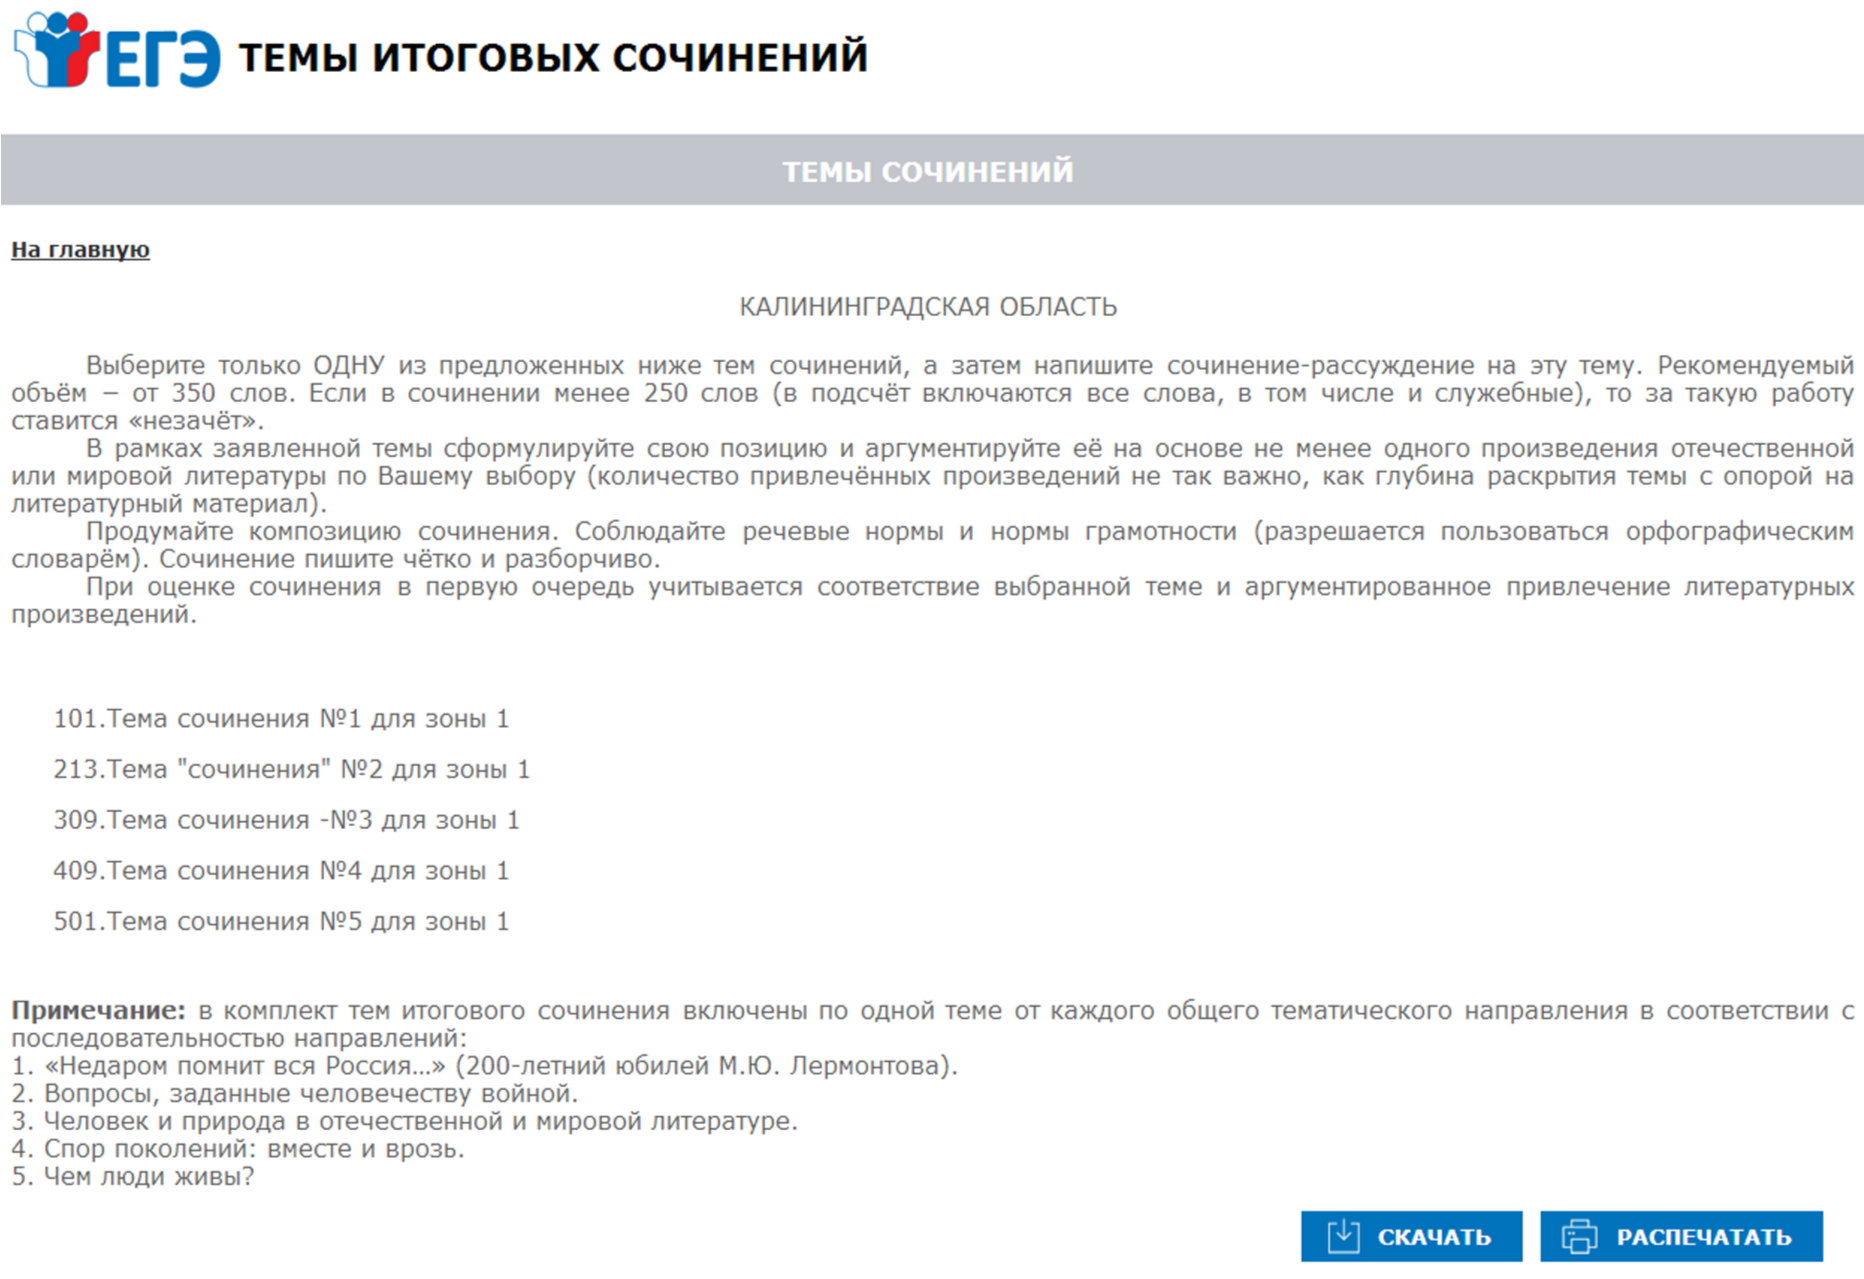 ЕГЭ ТЕМЫ ИТОГОВЫХ СОЧИНЕНИЙ
ТЕМЫ СОЧИНЕНИЙ
На главную
КАЛИНИНГРАДСКАЯ ОБЛАСТЬ
Выберите только ОДНУ из предложенных ниже тем сочинений, а затем напишите сочинение-рассуждение на эту тему. Рекомендуемый
объём – от 350 слов. Если в сочинении менее 250 слов (в подсчёт включаются все слова, в том числе и служебные), то за такую работу
ставится «незачёт».
В рамках заявленной темы сформулируйте свою позицию и аргументируйте её на основе не менее одного произведения отечественной
или мировой литературы по Вашему выбору (количество привлечённых произведений не так важно, как глубина раскрытия темы с опорой на
литературный материал).
Продумайте композицию сочинения. Соблюдайте речевые нормы и нормы грамотности (разрешается пользоваться орфографическим
словарём). Сочинение пишите чётко и разборчиво.
При оценке сочинения в первую очередь учитывается соответствие выбранной теме и аргументированное привлечение литературных
произведений.
101.Тема сочинения №1 для зоны 1
213.Тема "сочинения" №2 для зоны 1
309.Тема сочинения -№3 для зоны 1
409.Тема сочинения №4 для зоны 1
501.Тема сочинения №5 для зоны 1
Примечание: в комплект тем итогового сочинения включены по одной теме от каждого общего тематического направления в соответствии с
последовательностью направлений:
1. «Недаром помнит вся Россия…» (200-летний юбилей М.Ю. Лермонтова).
2. Вопросы, заданные человечеству войной.
3. Человек и природа в отечественной и мировой литературе.
4. Спор поколений: вместе и врозь.
5. Чем люди живы?
СКАЧАТЬ РАСПЕЧАТАТЬ